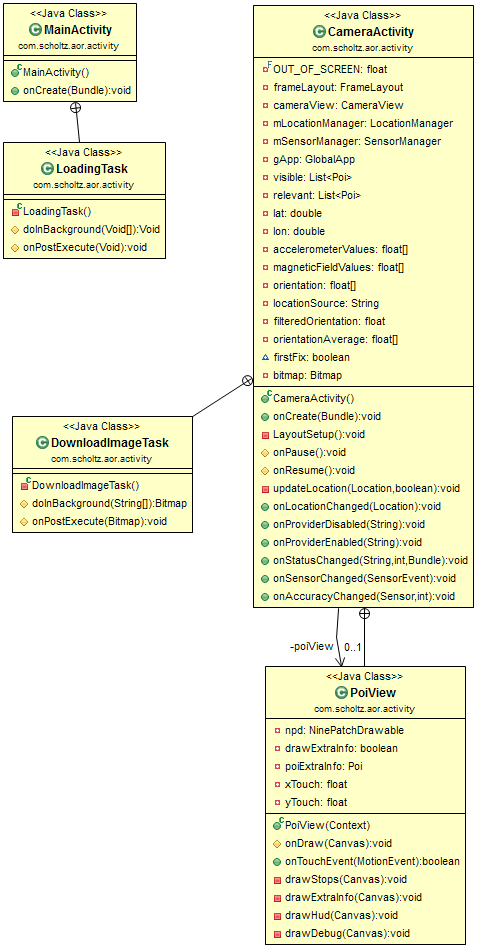 <<Java Class>>
MainActivity
com.scholtz.aor.activity
MainActivity()
onCreate(Bundle):void
<<Java Class>>
LoadingTask
com.scholtz.aor.activity
LoadingTask()
doInBackground(Void[]):Void
onPostExecute(Void):void
<<Java Class>>
CameraActivity
com.scholtz.aor.activity
OUT_OF_SCREEN: float
frameLayout: FrameLayout
cameraView: CameraView
mLocationManager: LocationManager
mSensorManager: SensorManager
gApp: GlobalApp
visible: List<Poi>
relevant: List<Poi>
lat: double
lon: double
accelerometerValues: float[]
magneticFieldValues: float[]
orientation: float[]
locationSource: String
filteredOrientation: float
orientationAverage: float[]
firstFix: boolean
bitmap: Bitmap
CameraActivity()
onCreate(Bundle):void
LayoutSetup():void
onPause():void
onResume():void
updateLocation(Location,boolean):void
onLocationChanged(Location):void
onProviderDisabled(String):void
onProviderEnabled(String):void
onStatusChanged(String,int,Bundle):void
onSensorChanged(SensorEvent):void
onAccuracyChanged(Sensor,int):void
<<Java Class>>
DownloadImageTask
com.scholtz.aor.activity
DownloadImageTask()
doInBackground(String[]):Bitmap
onPostExecute(Bitmap):void
-poiView 0..1
<<Java Class>>
PoiView
com.scholtz.aor.activity
npd: NinePatchDrawable
drawExtraInfo: boolean
poiExtraInfo: Poi
xTouch: float
yTouch: float
PoiView(Context)
onDraw(Canvas):void
onTouchEvent(MotionEvent):boolean
drawStops(Canvas):void
drawExtraInfo(Canvas):void
drawHud(Canvas):void
drawDebug(Canvas):void